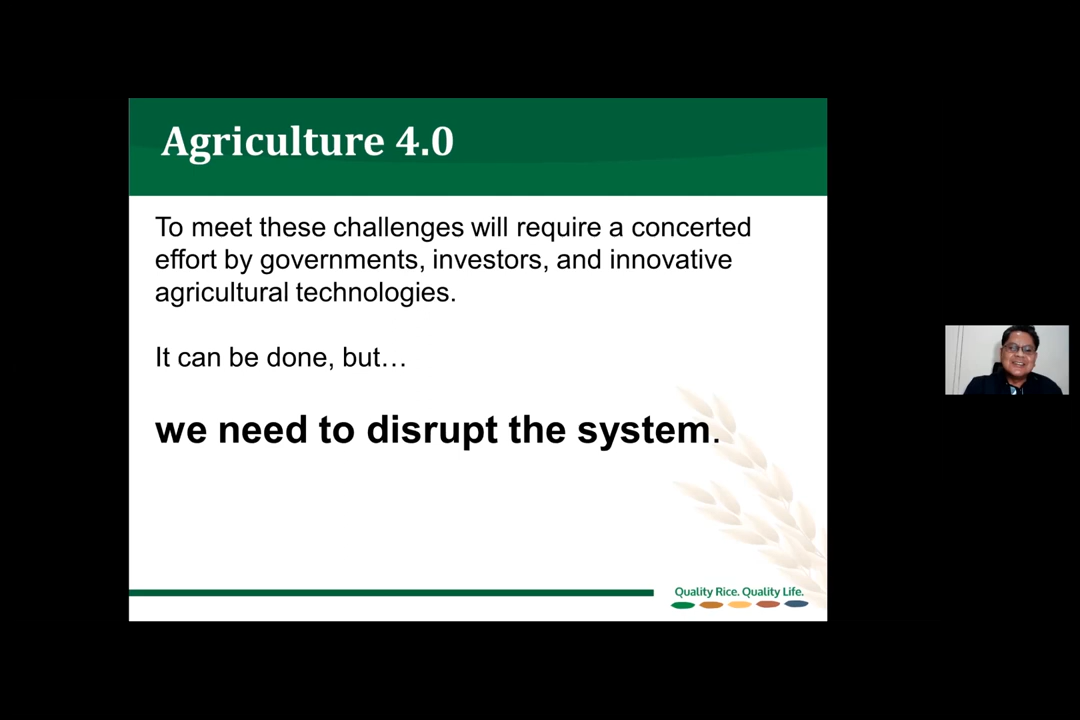 Agriculture 4.0
To meet these challenges will require a concerted
effort by governments, investors, and innovative
agricultural technologies.
It can be done, but…
we need to disrupt the system.
Quality Rice. Quality Life.